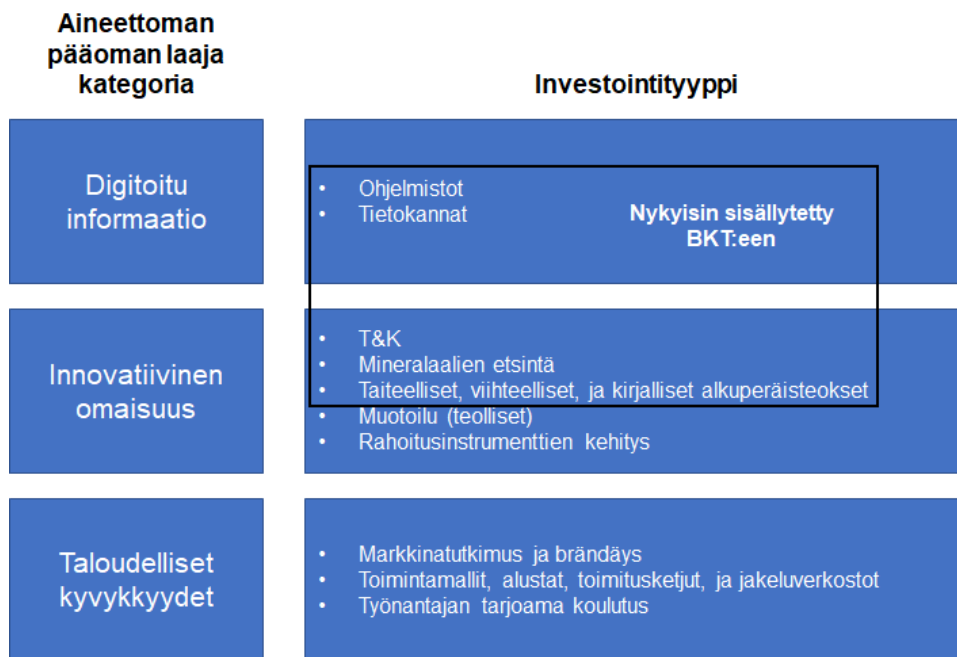 Aineettoman
pääoman laaja
kategoria
Investointityyppi
Digitoitu
informaatio
• Ohjelmistot
• Tietokannat
Nykyisin sisällytetty
BKT:een
Innovatiivinen
omaisuus
• T&K
• Mineralaalien etsintä
• Taiteelliset, viihteelliset, ja kirjalliset alkuperäisteokset
• Muotoilu (teolliset)
• Rahoitusinstrumenttien kehitys
Taloudelliset
kyvykkyydet
• Markkinatutkimus ja brändäys
• Toimintamallit, alustat, toimitusketjut, ja jakeluverkostot
• Työnantajan tarjoama koulutus